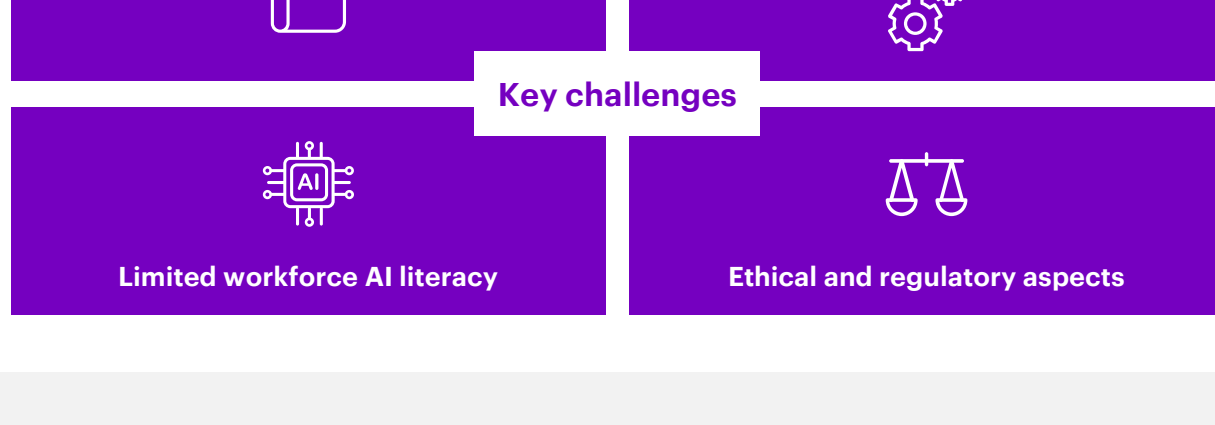 Key challenges
AI
Limited workforce AI literacy
Ethical and regulatory aspects